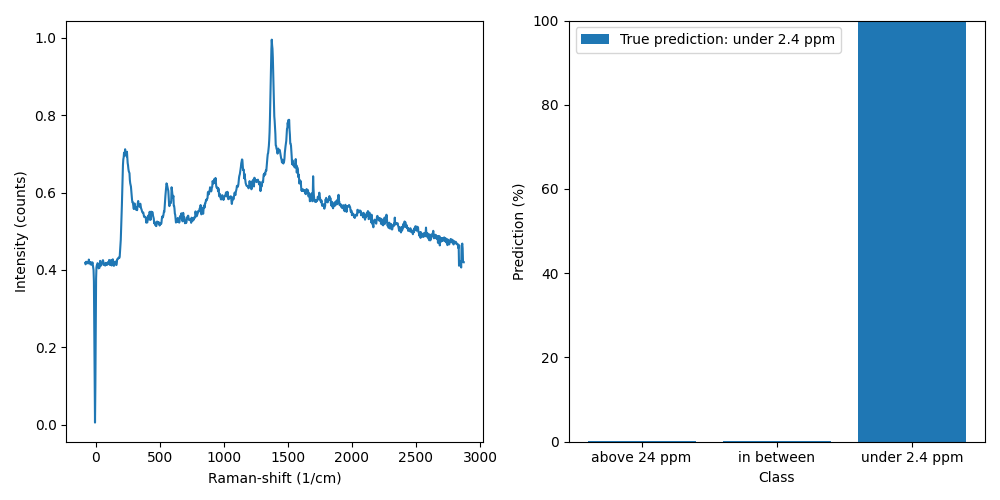 1.0
0.8
0.6
0.4
0.2
0.0
Intensity (counts)
0 500 1000 1500 2000 2500 3000
Raman-shift (1/cm)
100
80
60
40
20
0
Prediction (%)
True prediction: under 2.4 ppm
above 24 ppm in between under 2.4 ppm
Class